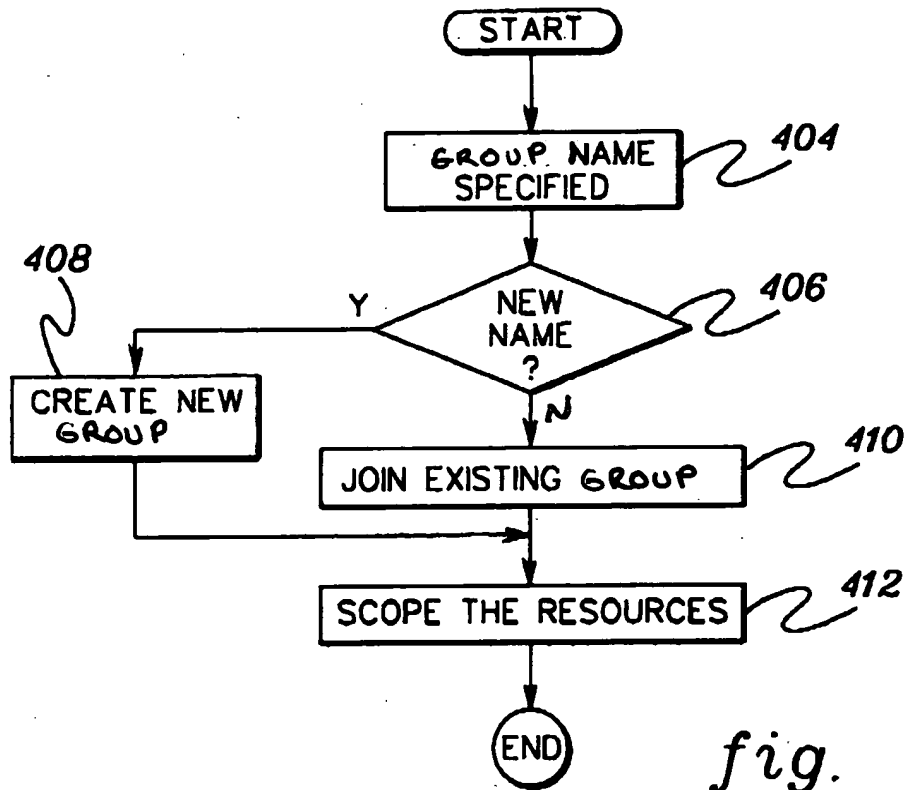 START
GROUP NAME
SPECIFIED
404
NEW
NAME
?
406
Y
408
CREATE NEW
GROUP
N
JOIN EXISTING GROUP
410
SCOPE THE RESOURCES
412
END
fig.